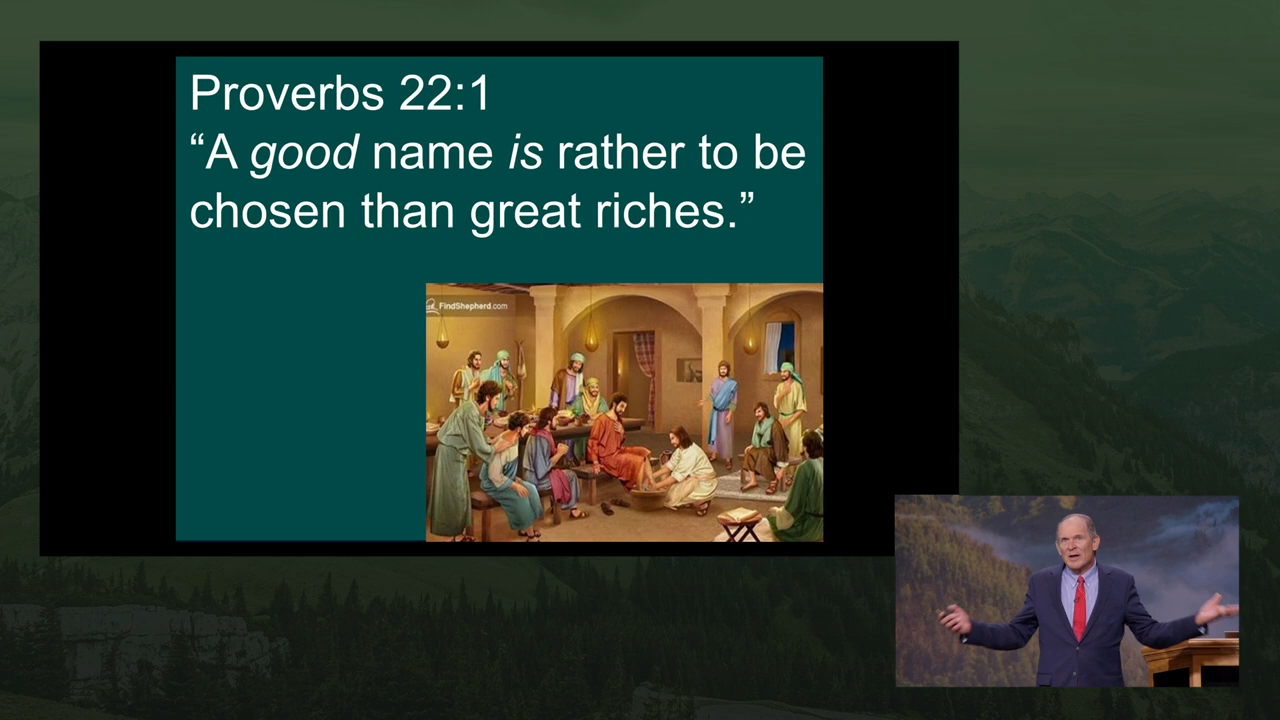 Proverbs 22:1
“A good name is rather to be
chosen than great riches.”
FindShepherd.com